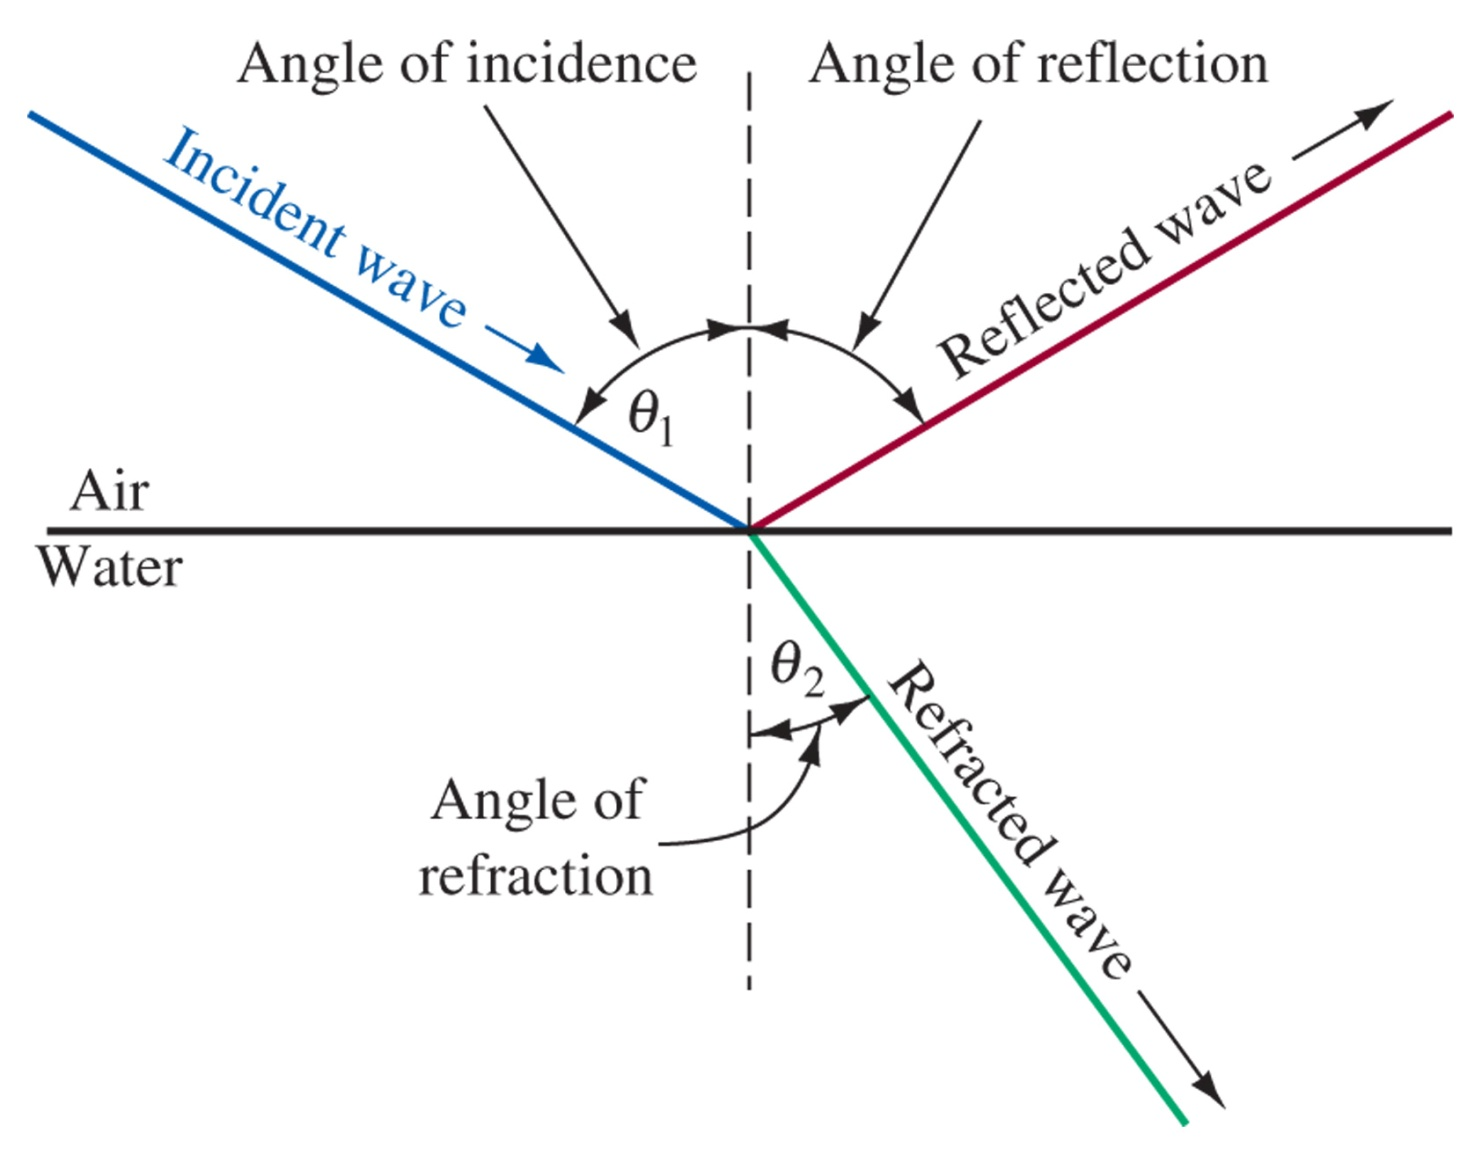 Angle of incidence
Angle of reflection
Incident wave
Reflected wave
θ1
Air
Water
θ2
Refracted wave
Angle of
refraction